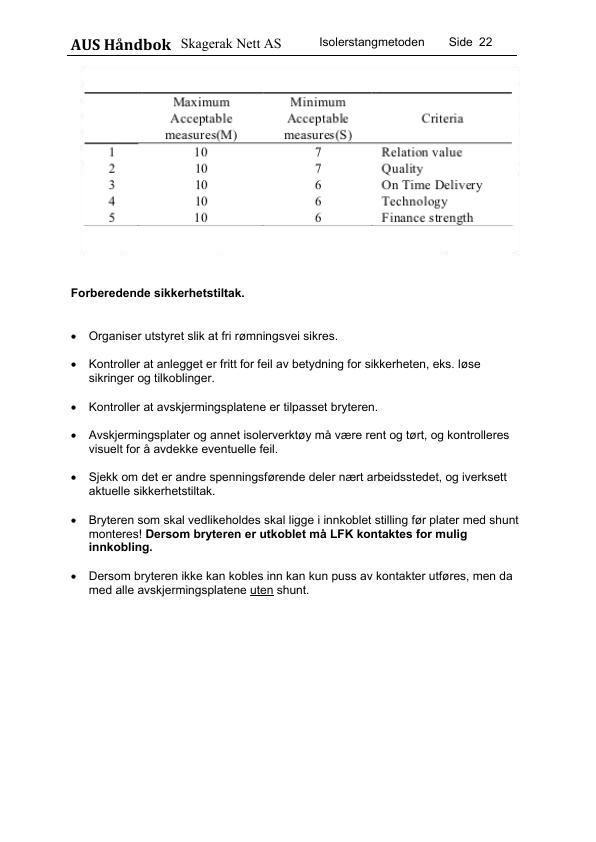 AUS Håndbok Skagerak Nett AS Isolerstangmetoden Side 22
Maximum Acceptable measures(M) Minimum Acceptable measures(S) Criteria
1 10 7 Relation value
2 10 7 Quality
3 10 6 On Time Delivery
4 10 6 Technology
5 10 6 Finance strength
Forberedende sikkerhetstiltak.
• Organiser utstyret slik at fri rømningsvei sikres.
• Kontroller at anlegget er fritt for feil av betydning for sikkerheten, eks. løse
sikringer og tilkoblinger.
• Kontroller at avskjermingsplatene er tilpasset bryteren.
• Avskjermingsplater og annet isolerverktøy må være rent og tørt, og kontrolleres
visuelt for å avdekke eventuelle feil.
• Sjekk om det er andre spenningsførende deler nært arbeidsstedet, og iverksett
aktuelle sikkerhetstiltak.
• Bryteren som skal vedlikeholdes skal ligge i innkoblet stilling før plater med shunt
monteres! Dersom bryteren er utkoblet må LFK kontaktes for mulig
innkobling.
• Dersom bryteren ikke kan kobles inn kan kun puss av kontakter utføres, men da
med alle avskjermingsplatene uten shunt.